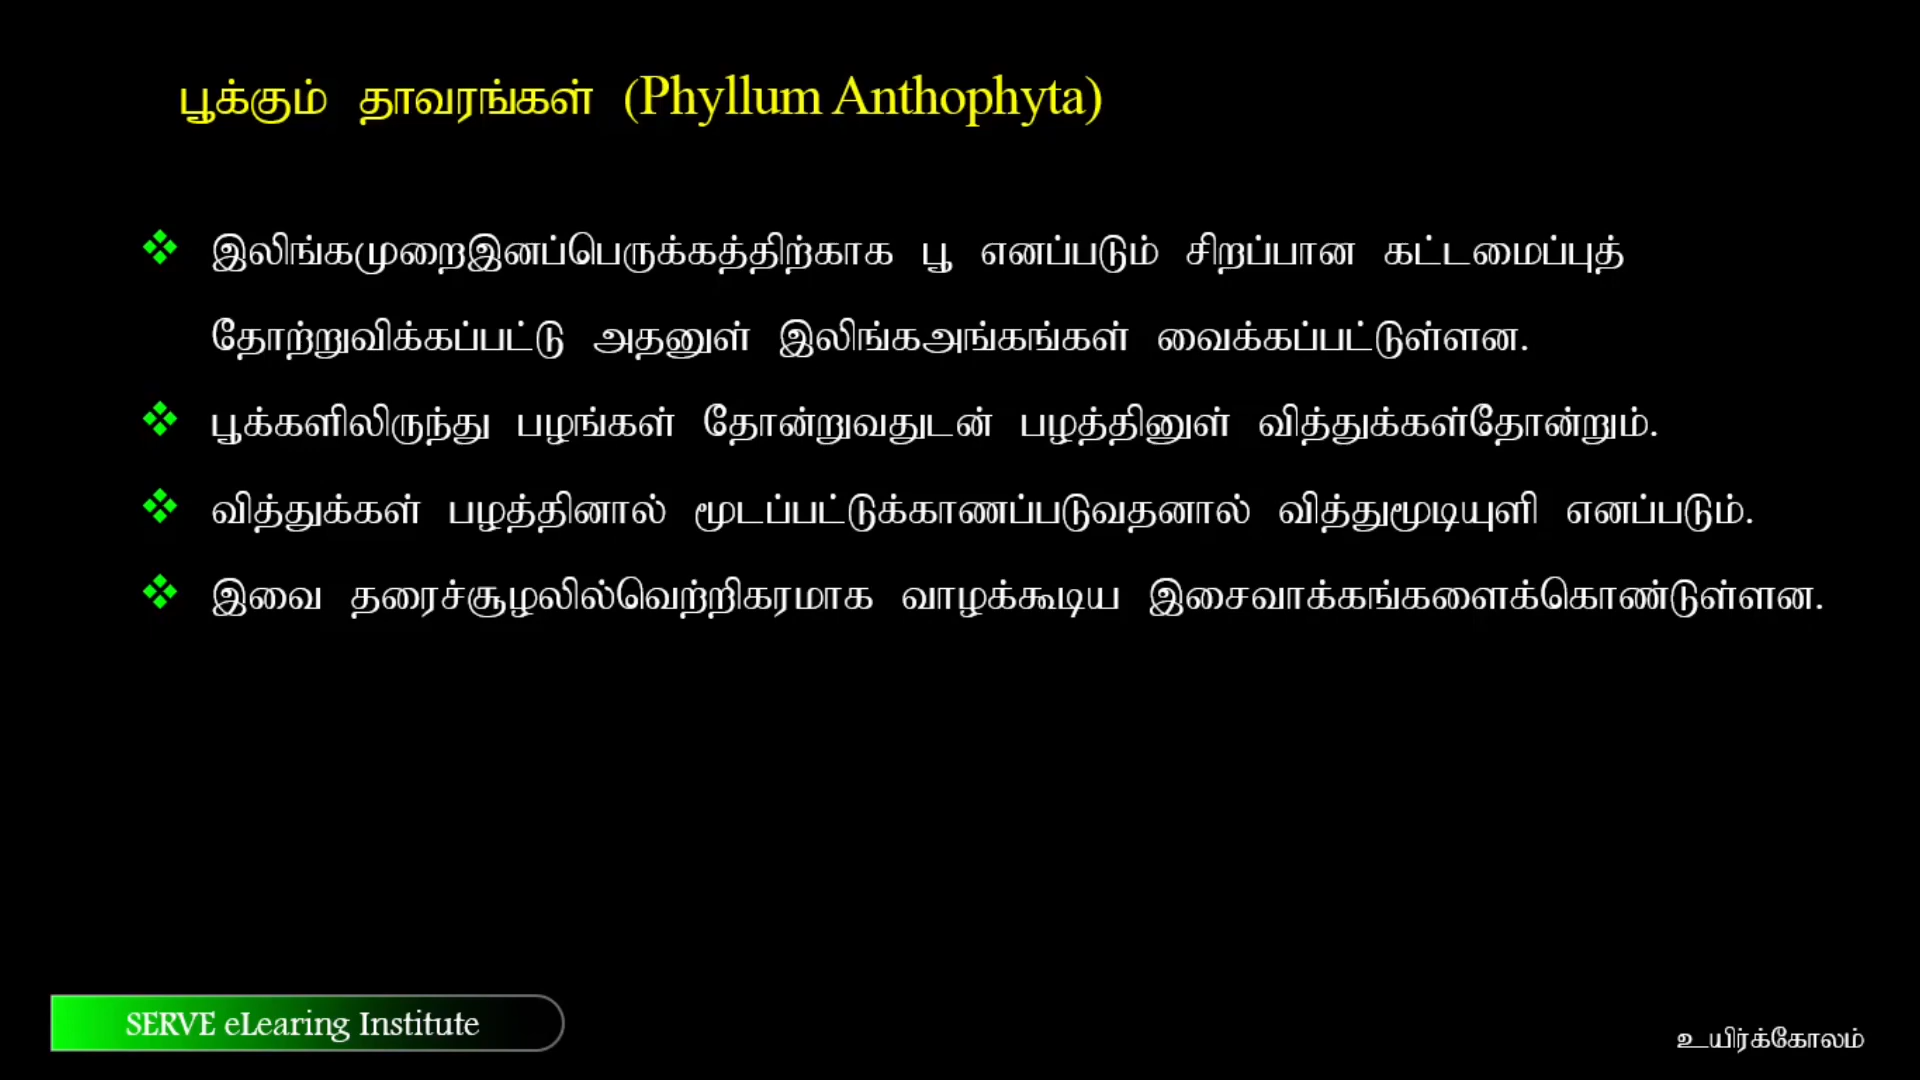 பூக்கும் தாவரங்கள் (Phyllum Anthophyta)
❖ இலிங்கமுறைஇனப்பெருக்கத்திற்காக பூ எனப்படும் சிறப்பான கட்டமைப்புத்
தோற்றுவிக்கப்பட்டு அதனுள் இலிங்கஅங்கங்கள் வைக்கப்பட்டுள்ளன.
❖ பூக்களிலிருந்து பழங்கள் தோன்றுவதுடன் பழத்தினுள் வித்துக்கள்தோன்றும்.
❖ வித்துக்கள் பழத்தினால் மூடப்பட்டுக்காணப்படுவதனால் வித்துமூடியுளி எனப்படும்.
❖ இவை தரைச்சூழலில்வெற்றிகரமாக வாழக்கூடிய இசைவாக்கங்களைக்கொண்டுள்ளன.
SERVE eLearing Institute
உயிர்க்கோலம்